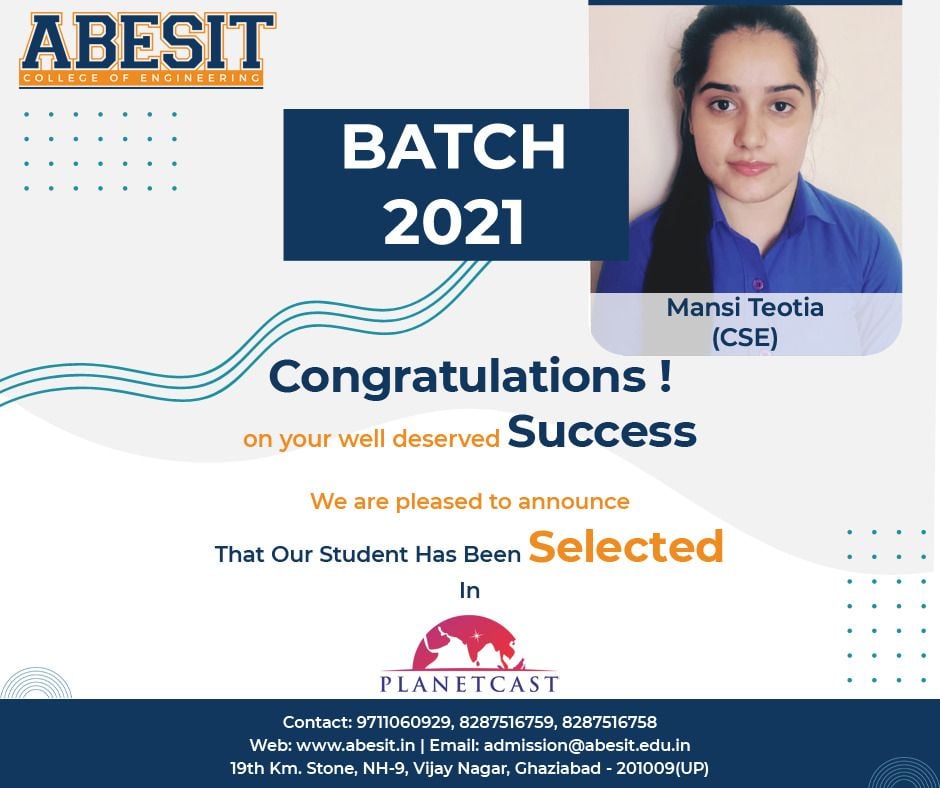 ABESIT
COLLEGE OF ENGINEERING
BATCH
2021
Mansi Teotia
(CSE)
Congratulations !
on your well deserved Success
We are pleased to announce
That Our Student Has Been Selected
In
PLANETCAST
Contact: 9711060929, 8287516759, 8287516758
Web: www.abesit.in | Email: admission@abesit.edu.in
19th Km. Stone, NH-9, Vijay Nagar, Ghaziabad - 201009(UP)